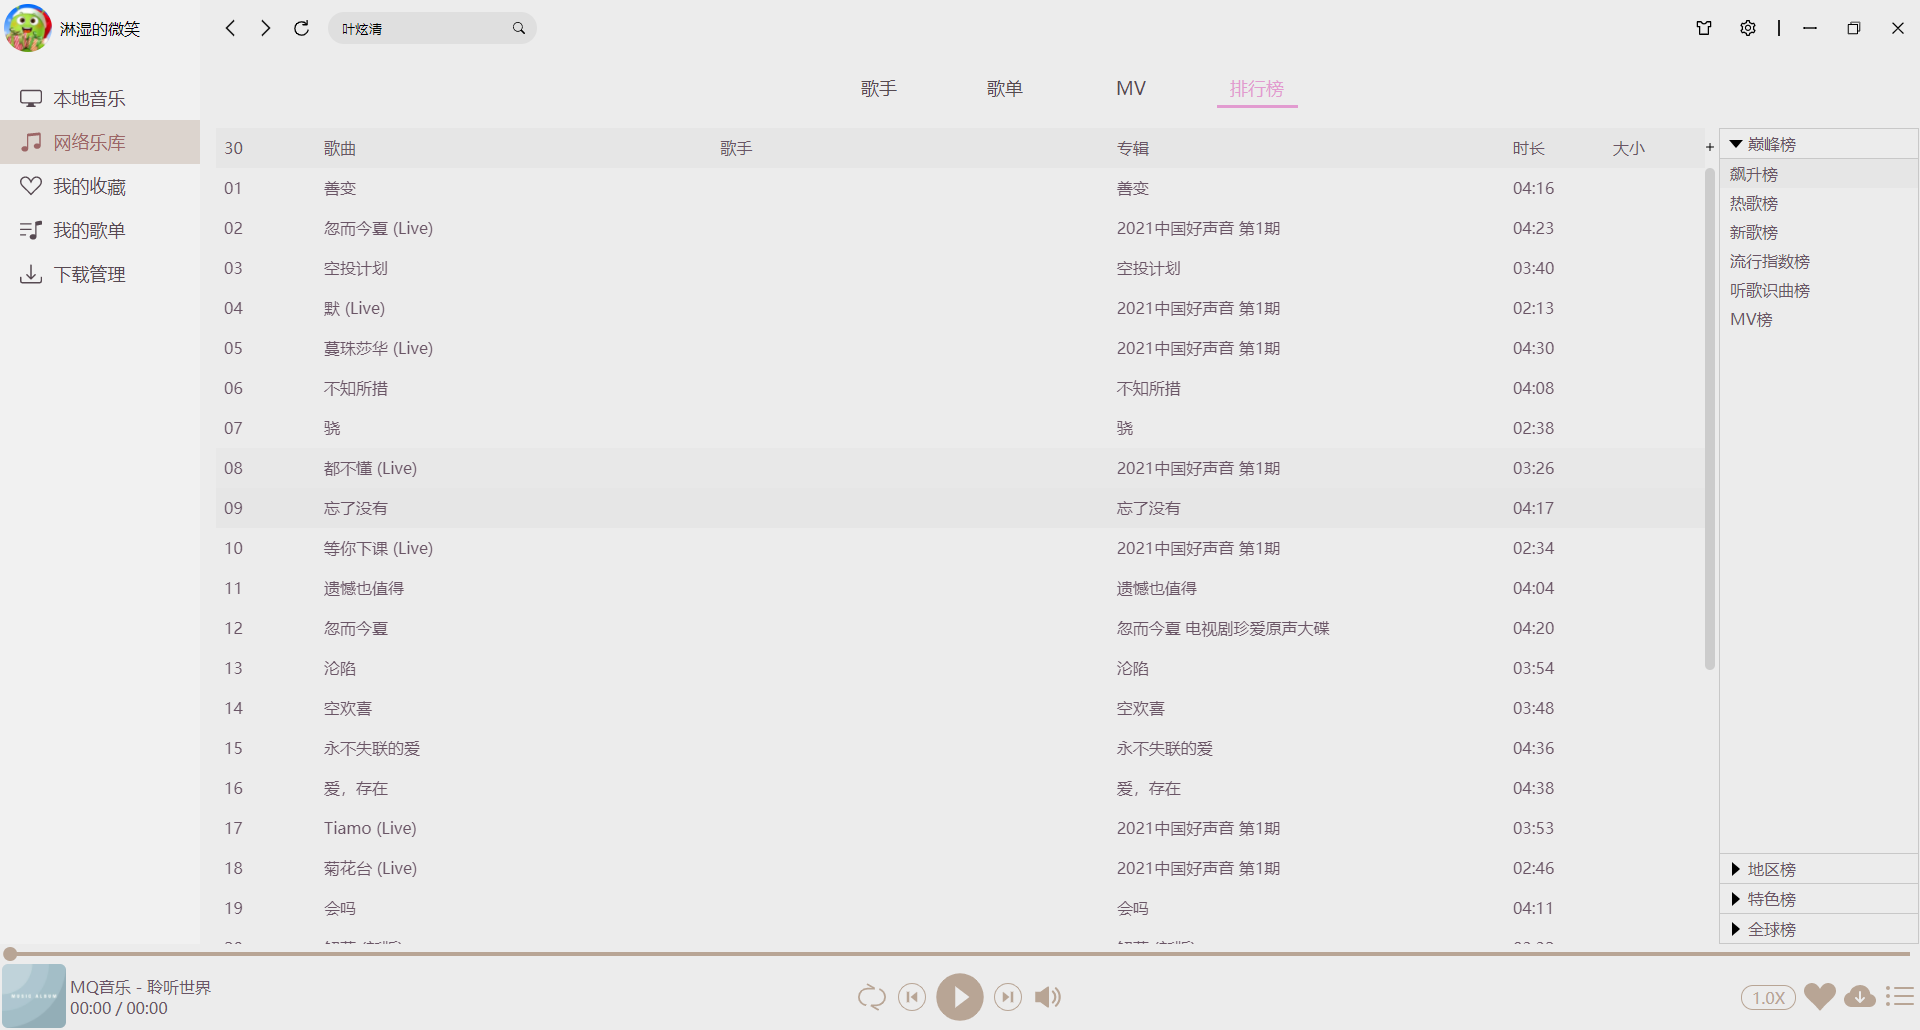 淋湿的微笑
叶炫清
本地音乐
网络乐库
我的收藏
我的歌单
下载管理
歌手 歌单 MV 排行榜
30 歌曲 歌手 专辑 时长 大小 +
01 善变 善变 04:16
02 忽而今夏 (Live) 2021中国好声音 第1期 04:23
03 空投计划 空投计划 03:40
04 默 (Live) 2021中国好声音 第1期 02:13
05 蔓珠莎华 (Live) 2021中国好声音 第1期 04:30
06 不知所措 不知所措 04:08
07 骁 骁 02:38
08 都不懂 (Live) 2021中国好声音 第1期 03:26
09 忘了没有 忘了没有 04:17
10 等你下课 (Live) 2021中国好声音 第1期 02:34
11 遗憾也值得 遗憾也值得 04:04
12 忽而今夏 忽而今夏 电视剧珍爱原声大碟 04:20
13 沦陷 沦陷 03:54
14 空欢喜 空欢喜 03:48
15 永不失联的爱 永不失联的爱 04:36
16 爱，存在 爱，存在 04:38
17 Tiamo (Live) 2021中国好声音 第1期 03:53
18 菊花台 (Live) 2021中国好声音 第1期 02:46
19 会吗 会吗 04:11
巅峰榜
飙升榜
热歌榜
新歌榜
流行指数榜
听歌识曲榜
MV榜
地区榜
特色榜
全球榜
MUSIC ALBUM
MQ音乐 - 聆听世界
00:00 / 00:00
1.0X